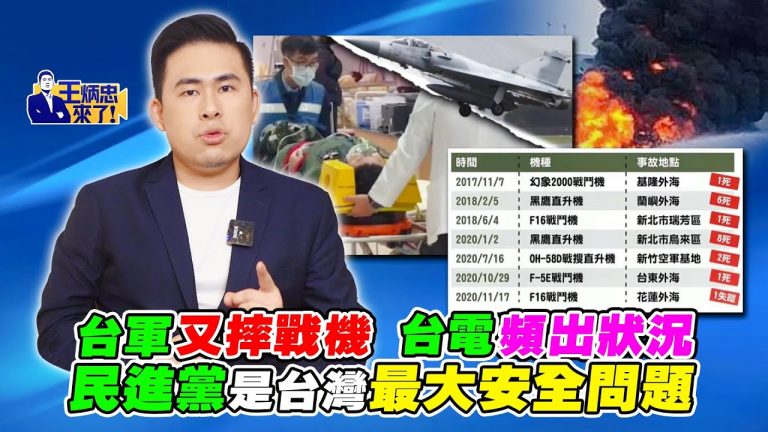 王炳忠
來了!
時間 機種 事故地點
2017/11/7 幻象2000戰鬥機 基隆外海 1死
2018/2/5 黑鷹直升機 蘭嶼外海 6死
2018/6/4 F16戰鬥機 新北市瑞芳區 1死
2020/1/2 黑鷹直升機 新北市烏來區 8死
2020/7/16 OH-58D戰搜直升機 新竹空軍基地 2死
2020/10/29 F-5E戰鬥機 台東外海 1死
2020/11/17 F16戰鬥機 花蓮外海 1失蹤
台軍又摔戰機 台電頻出狀況
民進黨是台灣最大安全問題